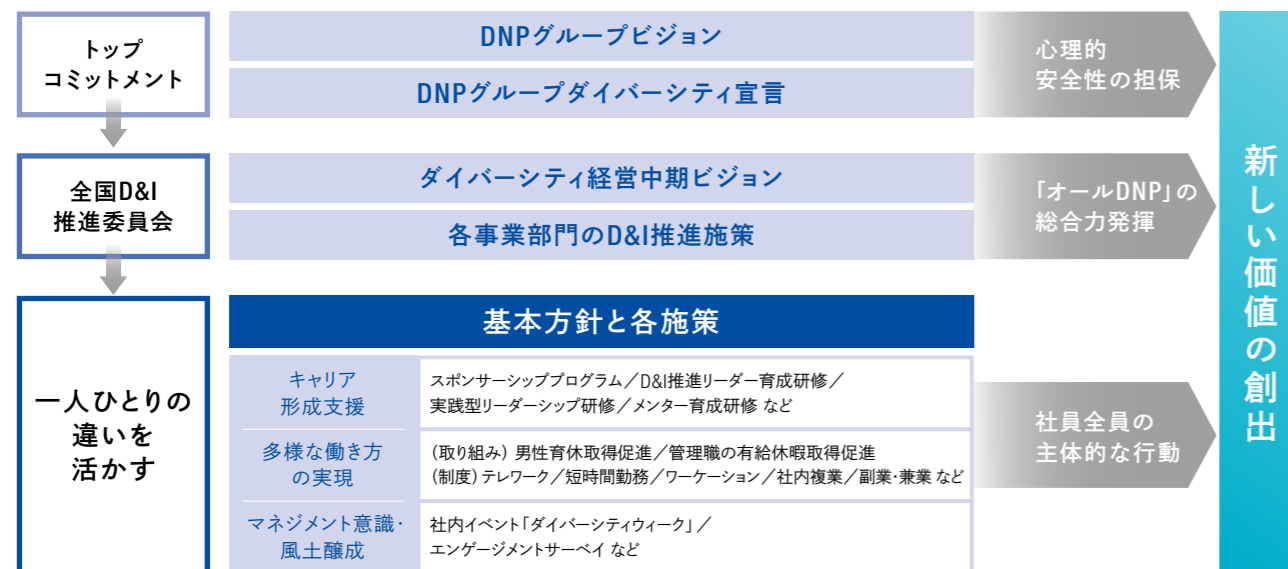 トップ
コミットメント
DNPグループビジョン
DNPグループダイバーシティ宣言
心理的
安全性の担保
全国D&I
推進委員会
ダイバーシティ経営中期ビジョン
各事業部門のD&I推進施策
「オールDNP」の
総合力発揮
一人ひとりの
違いを
活かす
基本方針と各施策
キャリア
形成支援
スポンサーシッププログラム／D&I推進リーダー育成研修／
実践型リーダーシップ研修／メンター育成研修 など
多様な働き方
の実現
（取り組み）男性育休取得促進／管理職の有給休暇取得促進
（制度）テレワーク／短時間勤務／ワーケーション／社内複業／副業・兼業 など
マネジメント意識・
風土醸成
社内イベント「ダイバーシティウィーク」／
エンゲージメントサーベイ など
社員全員の
主体的な行動
新しい価値の創出